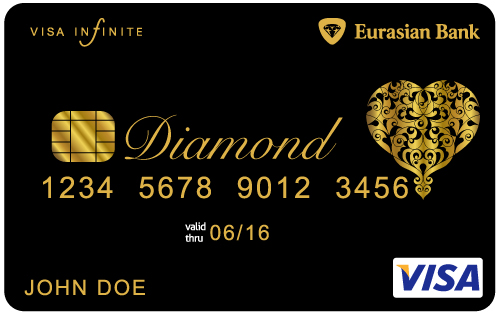 VISA INFINITE
Eurasian Bank
Diamond
1234 5678 9012 3456
valid
thru 06/16
JOHN DOE
VISA